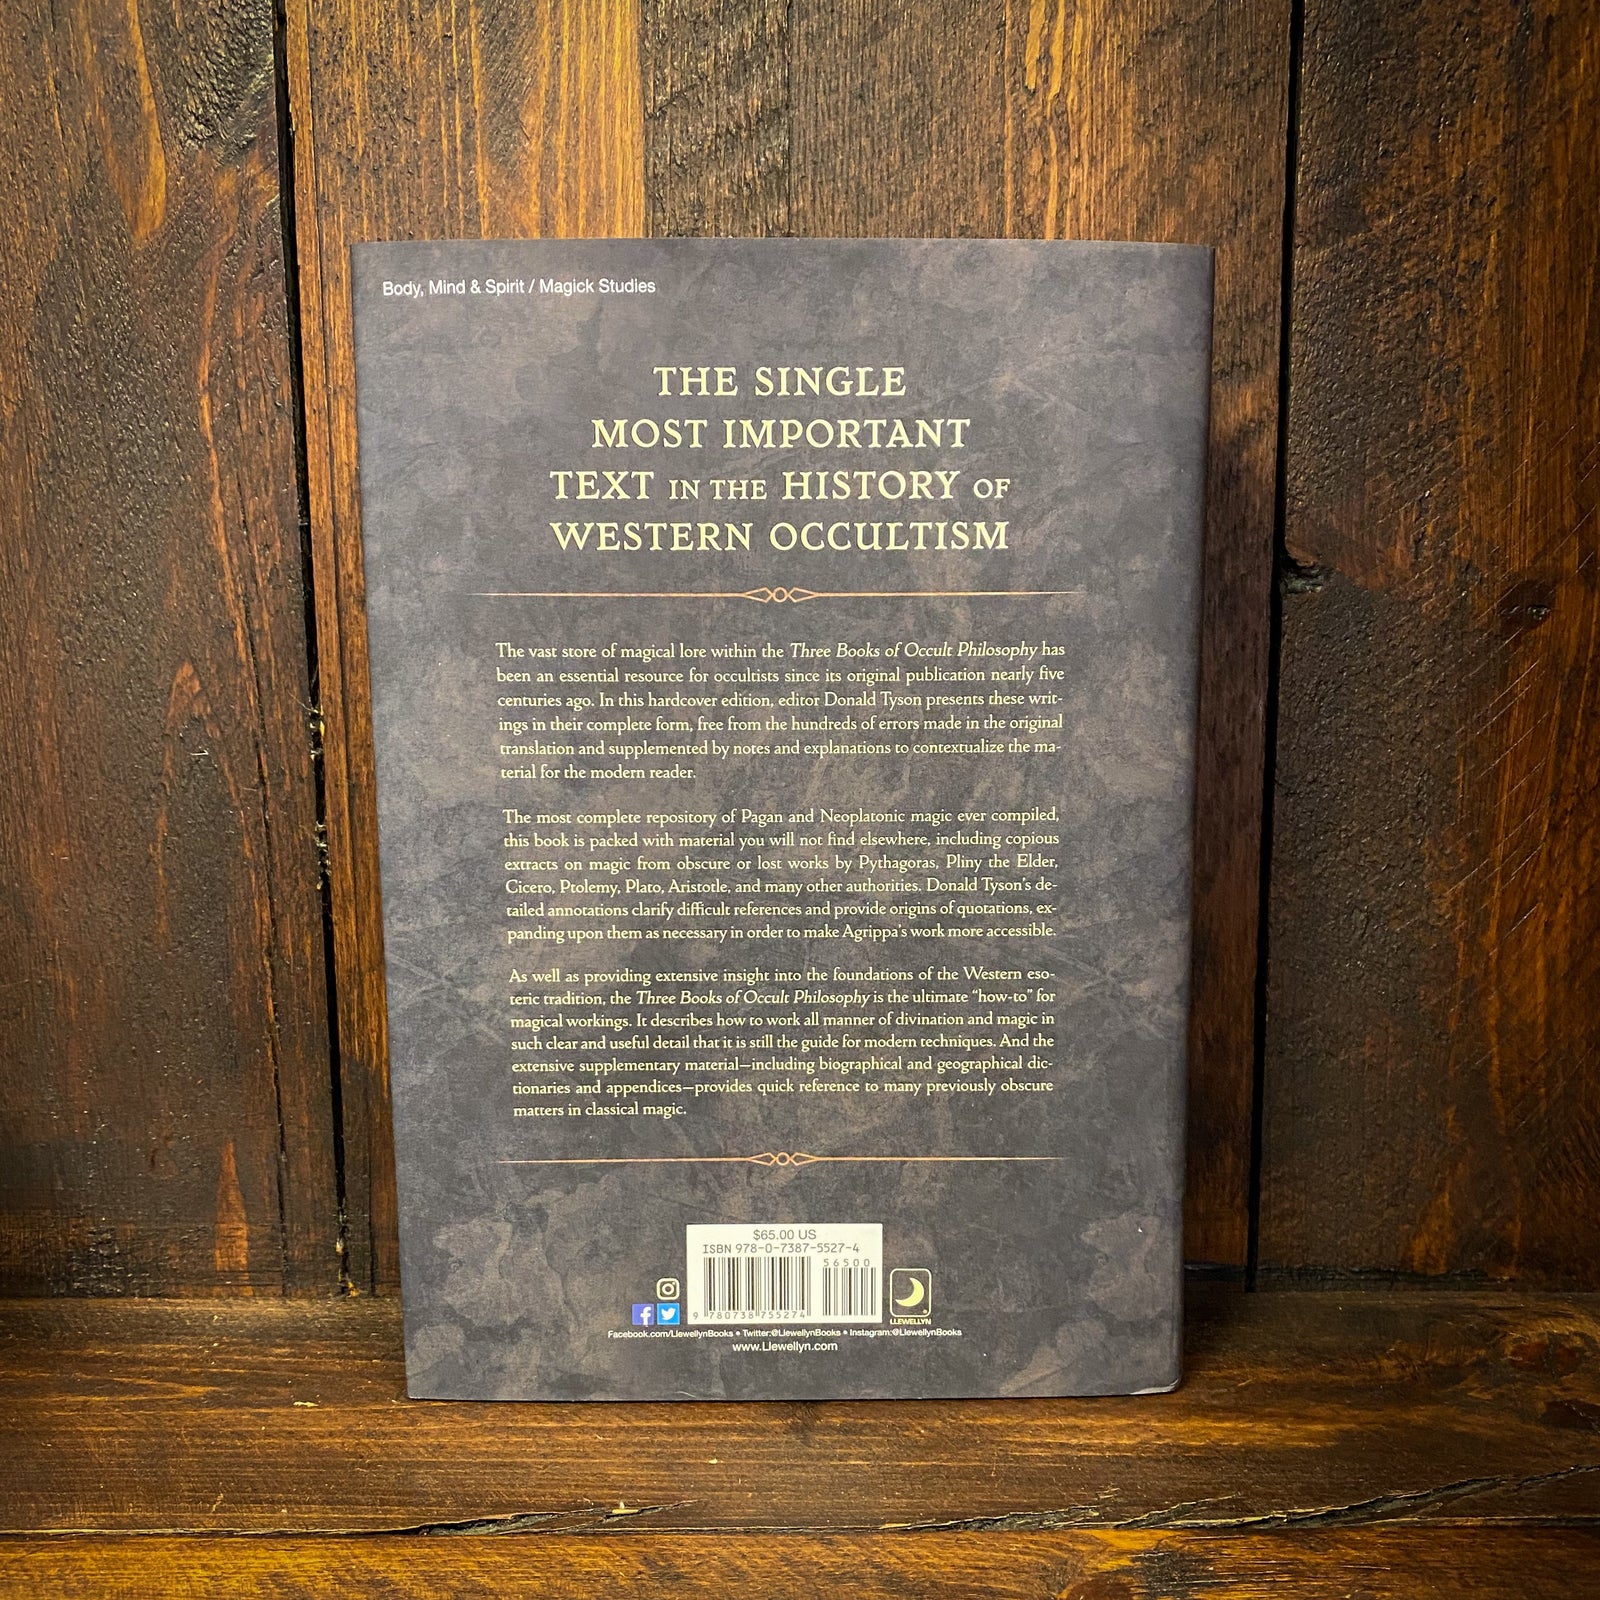 Body, Mind & Spirit / Magick Studies
THE SINGLE
MOST IMPORTANT
TEXT IN THE HISTORY OF
WESTERN OCCULTISM
The vast store of magical lore within the Three Books of Occult Philosophy has
been an essential resource for occultists since its original publication nearly five
centuries ago. In this hardcover edition, editor Donald Tyson presents these writ-
ings in their complete form, free from the hundreds of errors made in the original
translation and supplemented by notes and explanations to contextualize the ma-
terial for the modern reader.
The most complete repository of Pagan and Neoplatonic magic ever compiled,
this book is packed with material you will not find elsewhere, including copious
extracts on magic from obscure or lost works by Pythagoras, Pliny the Elder,
Cicero, Ptolemy, Plato, Aristotle, and many other authorities. Donald Tyson's de-
tailed annotations clarify difficult references and provide origins of quotations, ex-
panding upon them as necessary in order to make Agrippa's work more accessible.
As well as providing extensive insight into the foundations of the Western eso-
teric tradition, the Three Books of Occult Philosophy is the ultimate "how-to" for
magical workings. It describes how to work all manner of divination and magic in
such clear and useful detail that it is still the guide for modern techniques. And the
extensive supplementary material—including biographical and geographical dic-
tionaries and appendices—provides quick reference to many previously obscure
matters in classical magic.
$65.00 US
ISBN 978-0-7387-5527-4
56500
9 780738 755274
LLEWELLYN
Facebook.com/LlewellynBooks • Twitter:@LlewellynBooks • Instagram:@LlewellynBooks
www.Llewellyn.com